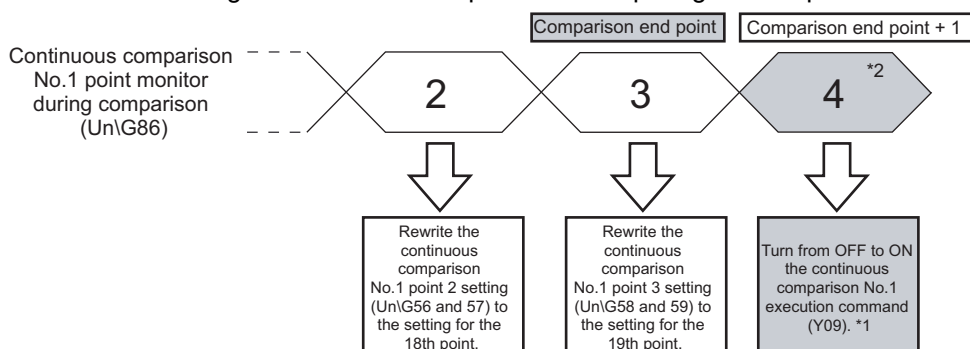 Comparison end point
Comparison end point + 1
Continuous comparison
No.1 point monitor
during comparison
(Un\G86)
2
3
4
*2
Rewrite the
continuous
comparison
No.1 point 2 setting
(Un\G56 and 57) to
the setting for the
18th point.
Rewrite the
continuous
comparison
No.1 point 3 setting
(Un\G58 and 59) to
the setting for the
19th point.
Turn from OFF to ON
the continuous
comparison No.1
execution command
(Y09). *1